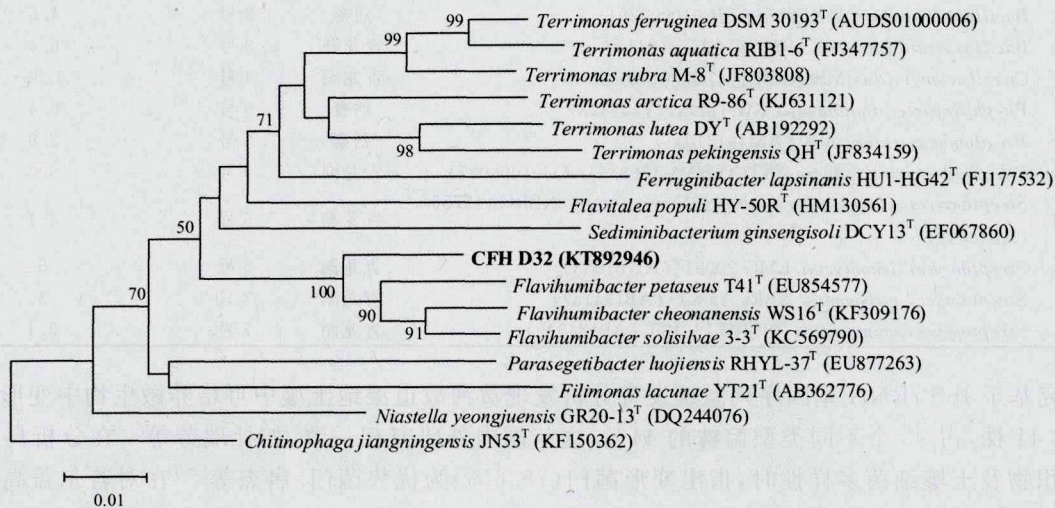 99 Terrimonas ferruginea DSM 30193ᵀ (AUDS01000006)
99 Terrimonas aquatica RIB1-6ᵀ (FJ347757)
Terrimonas rubra M-8ᵀ (JF803808)
Terrimonas arctica R9-86ᵀ (KJ631121)
71 Terrimonas lutea DYᵀ (AB192292)
98 Terrimonas pekingensis QHᵀ (JF834159)
Ferruginibacter lapsinanis HU1-HG42ᵀ (FJ177532)
Flavitalea populi HY-50Rᵀ (HM130561)
50 Sediminibacterium ginsengisoli DCY13ᵀ (EF067860)
CFH D32 (KT892946)
100 Flavihumibacter petaseus T41ᵀ (EU854577)
70 90 Flavihumibacter cheonanensis WS16ᵀ (KF309176)
91 Flavihumibacter solisilvae 3-3ᵀ (KC569790)
Parasegetibacter luojiensis RHYL-37ᵀ (EU877263)
Filimonas lacunae YT21ᵀ (AB362776)
Niastella yeongjuensis GR20-13ᵀ (DQ244076)
Chitinophaga jiangningensis JN53ᵀ (KF150362)
0.01